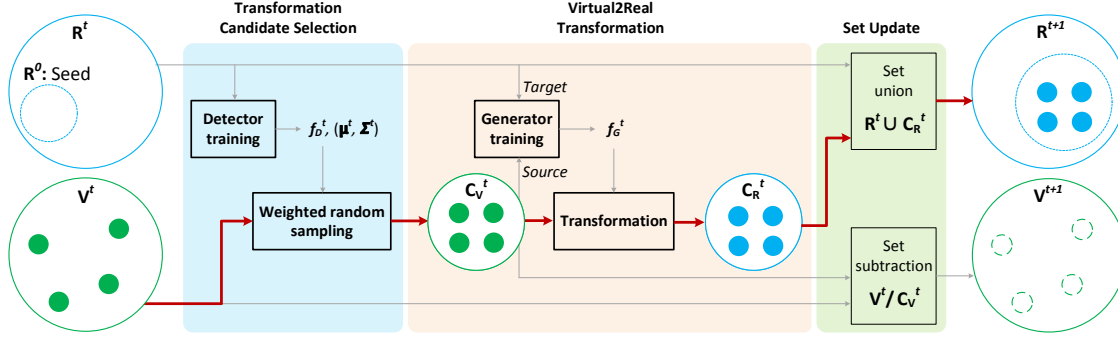 Transformation
Candidate Selection
Virtual2Real
Transformation
Set Update
R^t
R^0: Seed
Detector
training
f_D^t, (μ^t, Σ^t)
Target
Generator
training
f_G^t
Source
Set
union
R^t ∪ C_R^t
R^{t+1}
V^t
Weighted random
sampling
C_V^t
Transformation
C_R^t
Set
subtraction
V^t/ C_V^t
V^{t+1}